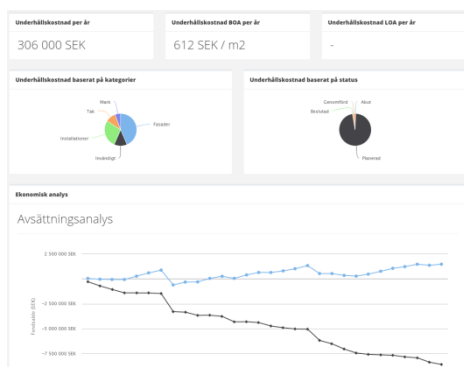 Underhållskostnad per år
Underhållskostnad BOA per år
Underhållskostnad LOA per år
306 000 SEK
612 SEK / m2
-
Underhållskostnad baserat på kategorier
Underhållskostnad baserat på status
Mark
Tak
Fasader
Installationer
Invändigt
Genomförd
Akut
Beslutad
Planerad
Ekonomisk analys
Avsättningsanalys
2 500 000 SEK
-2 500 000 SEK
-5 000 000 SEK
-7 500 000 SEK
Fondsaldo (SEK)